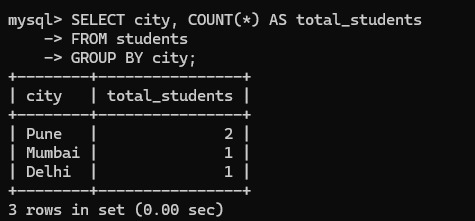 mysql> SELECT city, COUNT(*) AS total_students
    -> FROM students
    -> GROUP BY city;
+--------+----------------+
| city   | total_students |
+--------+----------------+
| Pune   |              2 |
| Mumbai |              1 |
| Delhi  |              1 |
+--------+----------------+
3 rows in set (0.00 sec)